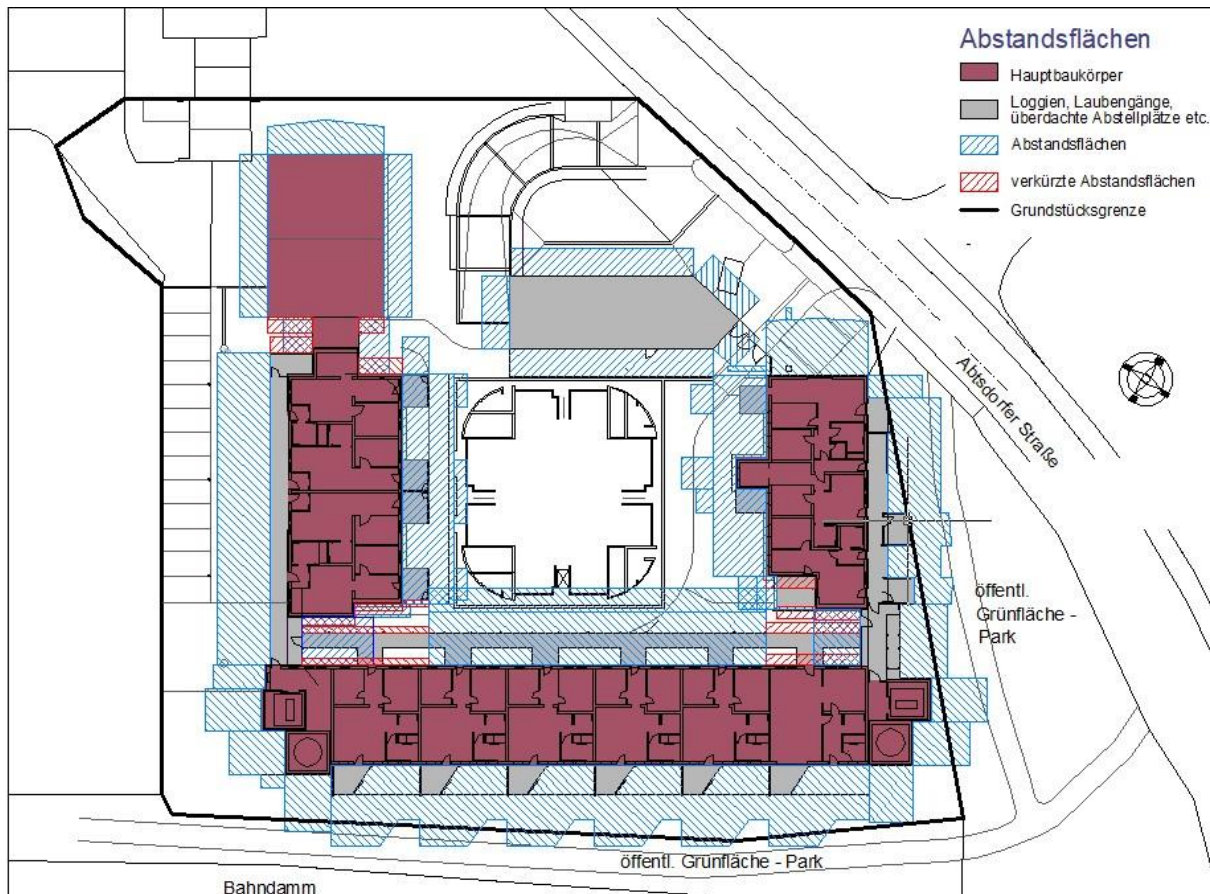 Abstandsflächen
Hauptbaukörper
Loggien, Laubengänge,
überdachte Abstellplätze etc.
Abstandsflächen
verkürzte Abstandsflächen
Grundstücksgrenze
Abtsdorfer Straße
öffentl.
Grünfläche -
Park
öffentl. Grünfläche - Park
Bahndamm